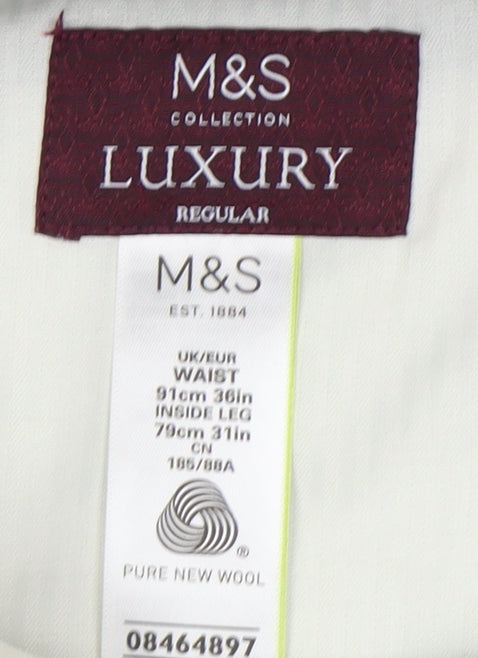 M&S
COLLECTION
LUXURY
REGULAR
M&S
EST. 1884
UK/EUR
WAIST
91cm 36in
INSIDE LEG
79cm 31in
CN
185/88A
®
PURE NEW WOOL
08464897